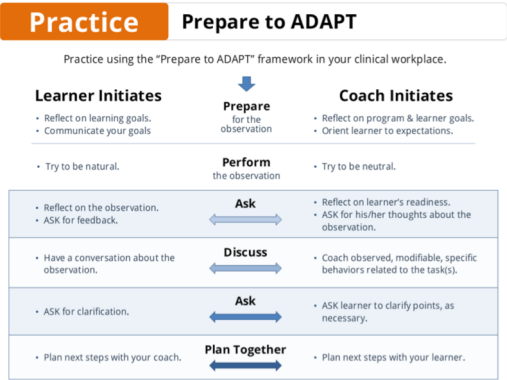 Practice
Prepare to ADAPT
Practice using the “Prepare to ADAPT” framework in your clinical workplace.
Learner Initiates
Coach Initiates
• Reflect on learning goals.
• Communicate your goals
Prepare
for the
observation
• Reflect on program & learner goals.
• Orient learner to expectations.
• Try to be natural.
Perform
the observation
• Try to be neutral.
• Reflect on the observation.
• ASK for feedback.
Ask
• Reflect on learner's readiness.
• ASK for his/her thoughts about the
observation.
• Have a conversation about the
observation.
Discuss
• Coach observed, modifiable, specific
behaviors related to the task(s).
• ASK for clarification.
Ask
• ASK learner to clarify points, as
necessary.
• Plan next steps with your coach.
Plan Together
• Plan next steps with your learner.